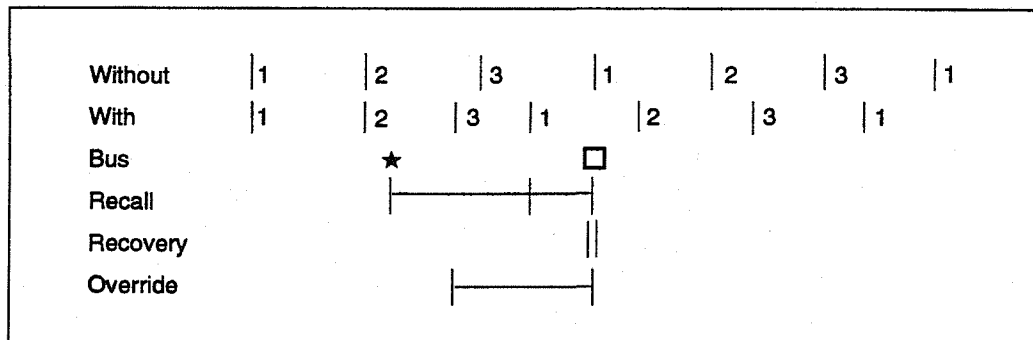 Without 1 2 3 1 2 3 1
With 1 2 3 1 2 3 1
Bus
Recall
Recovery
Override